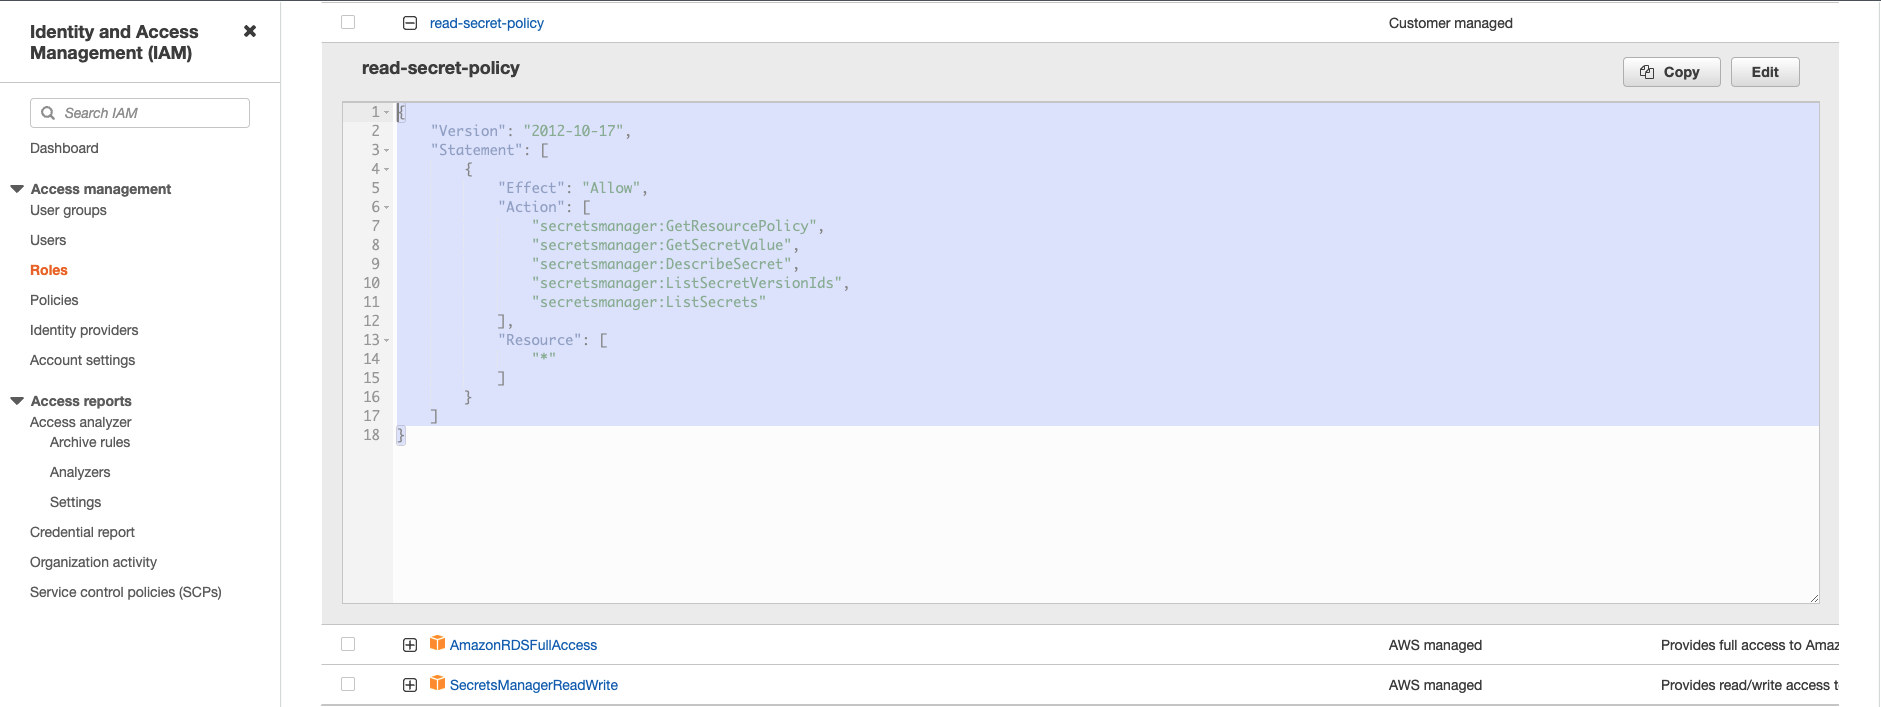 Identity and Access
Management (IAM)
Search IAM
Dashboard
Access management
User groups
Users
Roles
Policies
Identity providers
Account settings
Access reports
Access analyzer
Archive rules
Analyzers
Settings
Credential report
Organization activity
Service control policies (SCPs)
read-secret-policy Customer managed
read-secret-policy
Copy Edit
1 {
2 "Version": "2012-10-17",
3 "Statement": [
4 {
5 "Effect": "Allow",
6 "Action": [
7 "secretsmanager:GetResourcePolicy",
8 "secretsmanager:GetSecretValue",
9 "secretsmanager:DescribeSecret",
10 "secretsmanager:ListSecretVersionIds",
11 "secretsmanager:ListSecrets"
12 ],
13 "Resource": [
14 "*"
15 ]
16 }
17 ]
18 }
AmazonRDSFullAccess AWS managed Provides full access to Amaz
SecretsManagerReadWrite AWS managed Provides read/write access t